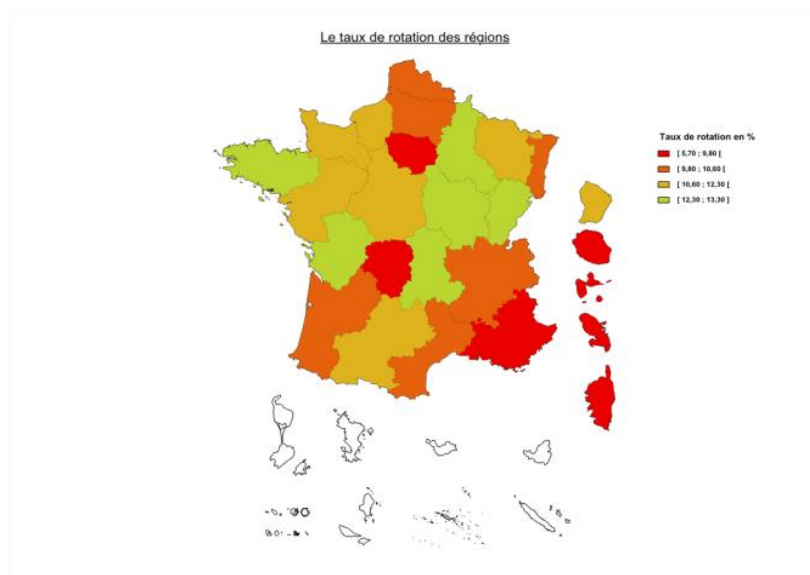 Le taux de rotation des régions
Taux de rotation en %
[ 5,70 ; 9,80 [
[ 9,80 ; 10,60 [
[ 10,60 ; 12,30 [
[ 12,30 ; 13,30 ]